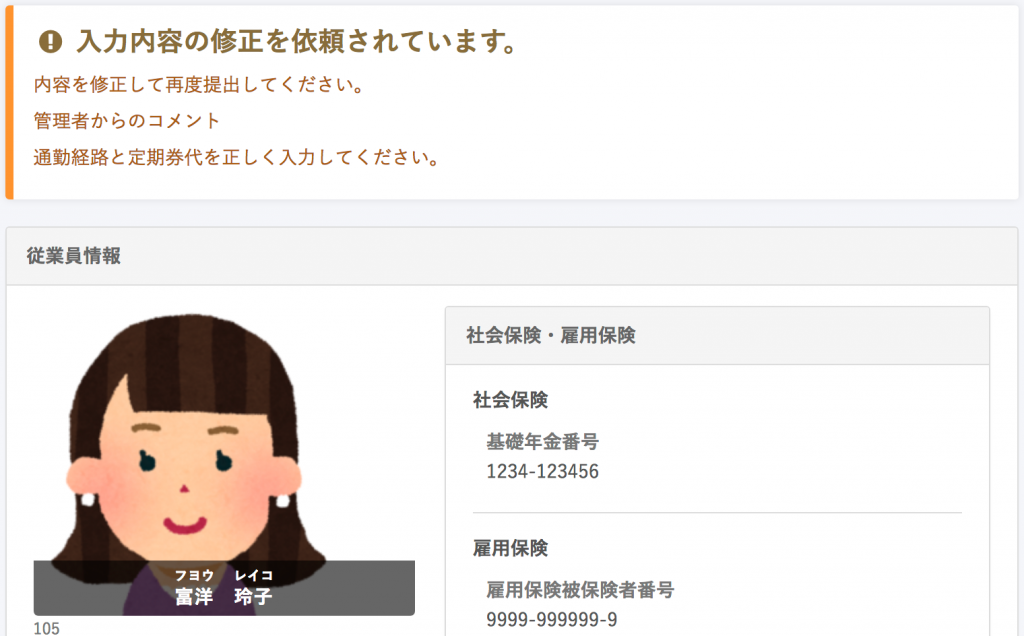 入力内容の修正を依頼されています。
内容を修正して再度提出してください。
管理者からのコメント
通勤経路と定期券代を正しく入力してください。
従業員情報
社会保険・雇用保険
社会保険
基礎年金番号
1234-123456
雇用保険
雇用保険被保険者番号
9999-999999-9
フヨウ レイコ
富洋 玲子
105